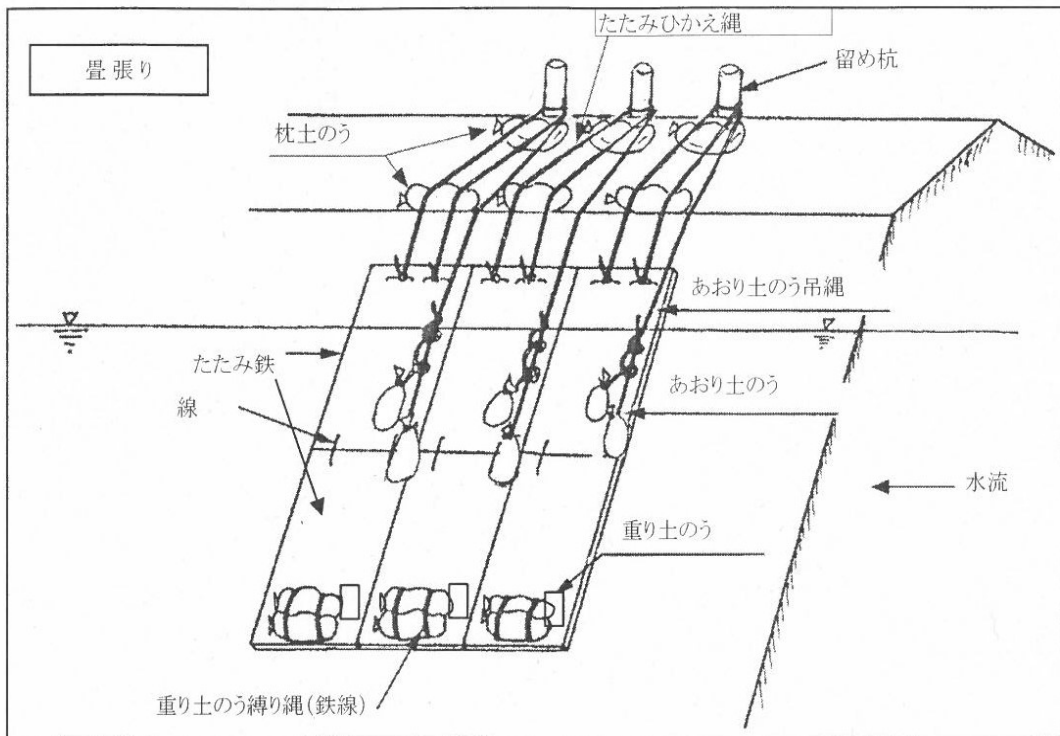 畳張り
たたみひかえ縄
留め杭
枕土のう
あおり土のう吊縄
たたみ鉄
線
あおり土のう
水流
重り土のう
重り土のう縛り縄(鉄線)